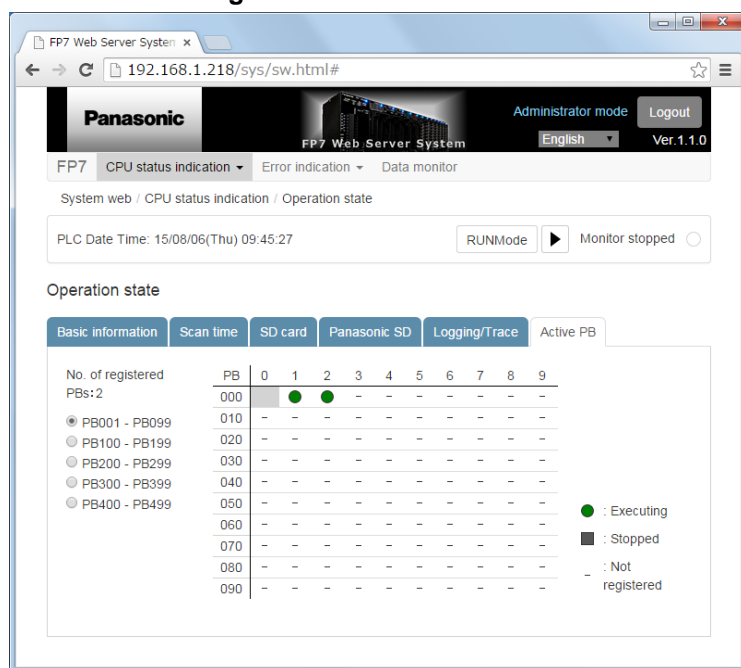 FP7 Web Server System
192.168.1.218/sys/sw.html#
Panasonic
FP7 Web Server System
Administrator mode
Logout
English
Ver.1.1.0
FP7 CPU status indication Error indication Data monitor
System web / CPU status indication / Operation state
PLC Date Time: 15/08/06(Thu) 09:45:27
RUNMode
Monitor stopped
Operation state
Basic information Scan time SD card Panasonic SD Logging/Trace Active PB
No. of registered
PBs:2
PB001 - PB099
PB100 - PB199
PB200 - PB299
PB300 - PB399
PB400 - PB499
PB 0 1 2 3 4 5 6 7 8 9
000 - - - - - - -
010 - - - - - - - - - -
020 - - - - - - - - - -
030 - - - - - - - - - -
040 - - - - - - - - - -
050 - - - - - - - - - -
060 - - - - - - - - - -
070 - - - - - - - - - -
080 - - - - - - - - - -
090 - - - - - - - - - -
: Executing
: Stopped
- : Not
registered